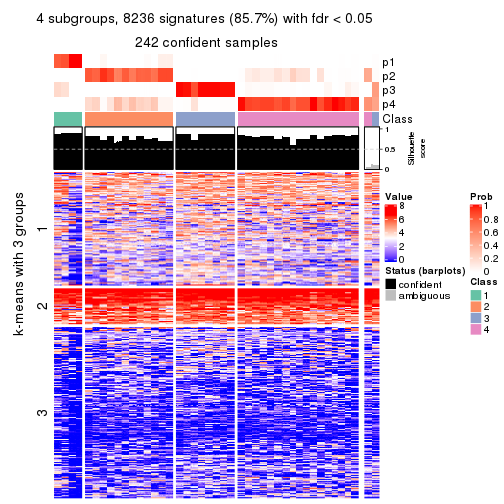 4 subgroups, 8236 signatures (85.7%) with fdr < 0.05
242 confident samples
p1
p2
p3
p4
Class
1
0.5
0
Silhouette
score
k-means with 3 groups
1
2
3
Value
8
6
4
2
0
Status (barplots)
confident
ambiguous
Prob
1
0.8
0.6
0.4
0.2
0
Class
1
2
3
4